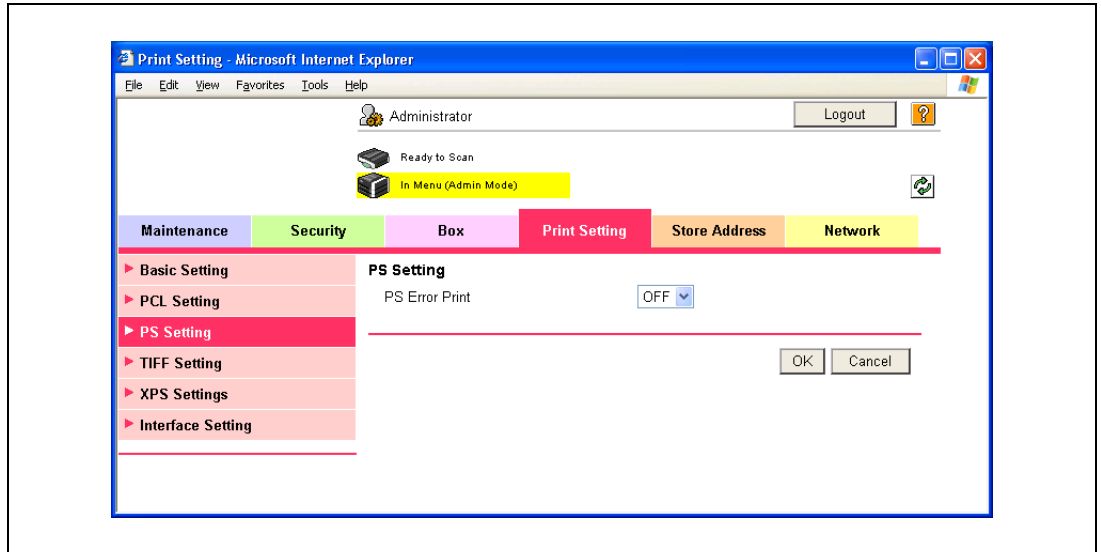 Print Setting - Microsoft Internet Explorer
File Edit View Favorites Tools Help
Administrator
Logout
?
Ready to Scan
In Menu (Admin Mode)
Maintenance Security Box Print Setting Store Address Network
Basic Setting
PCL Setting
PS Setting
TIFF Setting
XPS Settings
Interface Setting
PS Setting
PS Error Print OFF
OK Cancel